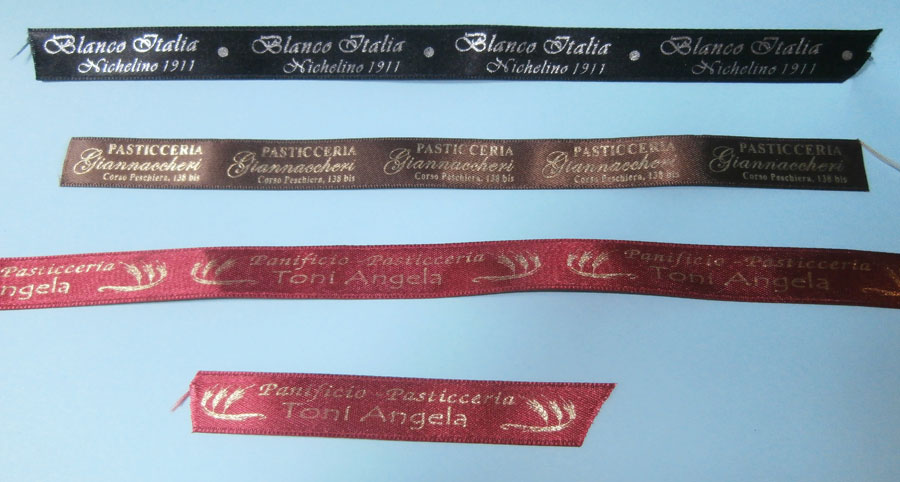 Blanco Italia Blanco Italia Blanco Italia Blanco Italia
Nichelino 1911 Nichelino 1911 Nichelino 1911 Nichelino 1911
PASTICCERIA PASTICCERIA PASTICCERIA PASTICCERIA PASTICCERIA
Giannaccheri Giannaccheri Giannaccheri Giannaccheri Giannaccheri
Corso Peschiera, 138 bis Corso Peschiera, 138 bis Corso Peschiera, 138 bis Corso Peschiera, 138 bis Corso Peschiera, 138 bis
Pasticceria Panificio - Pasticceria Panificio - Pasticceria
ngela Toni Angela Toni Angela
Panificio - Pasticceria
Toni Angela